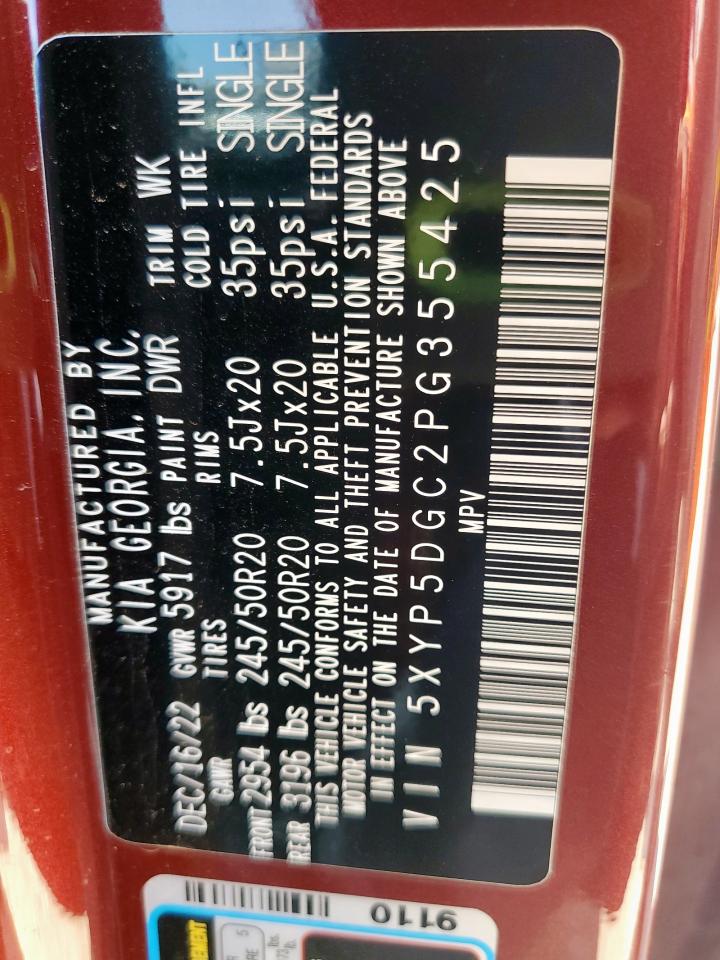 MANUFACTURED BY
KIA GEORGIA, INC.
DEC/16/22 GVWR 5917 lbs PAINT DWR TRIM WK
GAWR TIRES RIMS COLD TIRE INFL
FRONT 2954 lbs 245/50R20 7.5Jx20 35psi SINGLE
REAR 3196 lbs 245/50R20 7.5Jx20 35psi SINGLE
THIS VEHICLE CONFORMS TO ALL APPLICABLE U.S.A. FEDERAL
MOTOR VEHICLE SAFETY AND THEFT PREVENTION STANDARDS
IN EFFECT ON THE DATE OF MANUFACTURE SHOWN ABOVE
VIN 5XYP5DGC2PG355425
MPV
9110